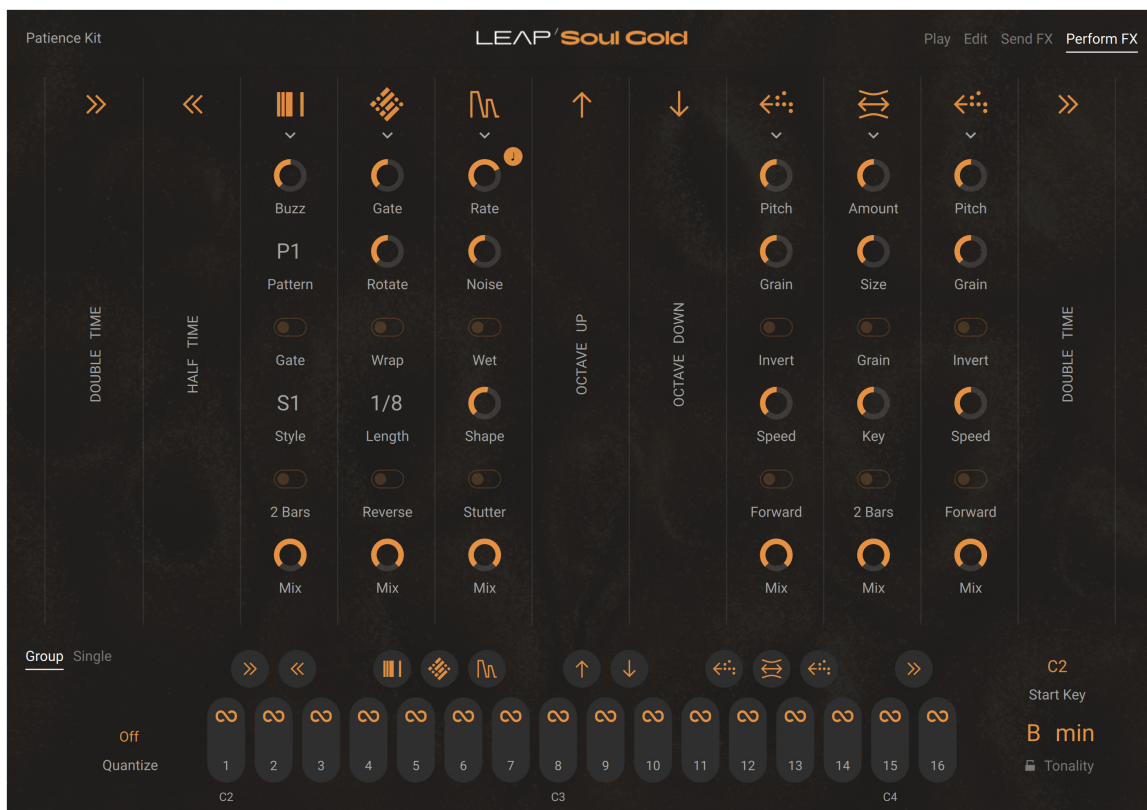 Patience Kit
LEAP Soul Gold
Play Edit Send FX Perform FX
DOUBLE TIME
HALF TIME
OCTAVE UP
OCTAVE DOWN
DOUBLE TIME
Buzz Gate Rate Pitch Amount Pitch
P1
Pattern Rotate Noise Grain Size Grain
Gate Wrap Wet Invert Grain Invert
S1 1/8
Style Length Shape Speed Key Speed
2 Bars Reverse Stutter Forward 2 Bars Forward
Mix Mix Mix Mix Mix Mix
Group Single
C2
Start Key
Off
Quantize
B min
Tonality
1 2 3 4 5 6 7 8 9 10 11 12 13 14 15 16
C2 C3 C4